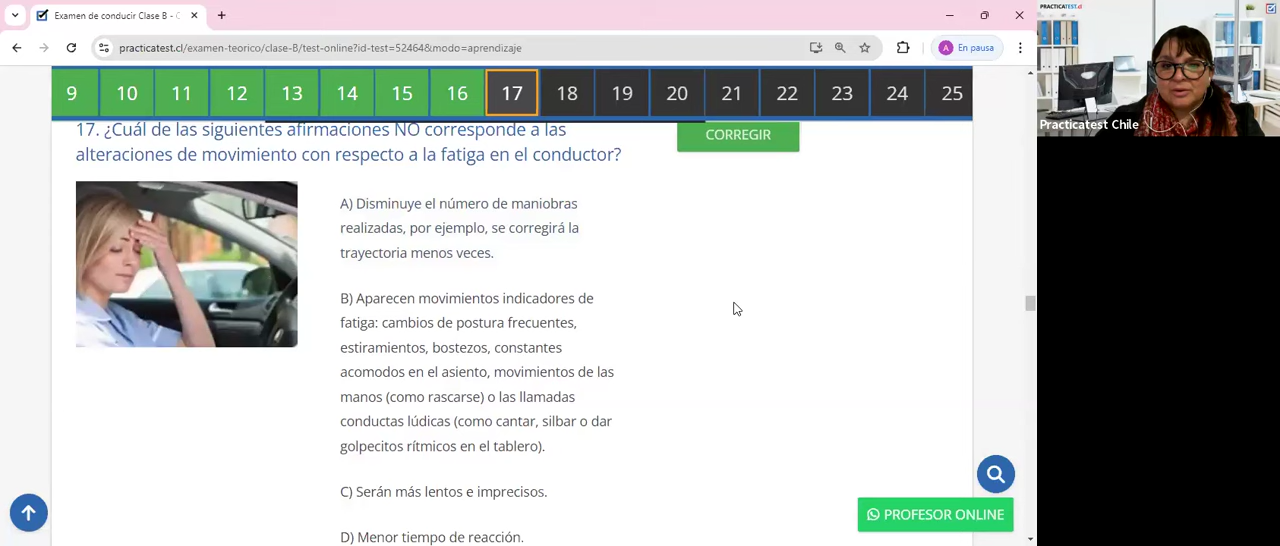 Examen de conducir Clase B - C
PRACTICATEST.cl
practicatest.cl/examen-teorico/clase-B/test-online?id-test=52464&modo=aprendizaje
A En pausa
9 10 11 12 13 14 15 16 17 18 19 20 21 22 23 24 25
Practicatest Chile
17. ¿Cuál de las siguientes afirmaciones NO corresponde a las
alteraciones de movimiento con respecto a la fatiga en el conductor?
CORREGIR
A) Disminuye el número de maniobras
realizadas, por ejemplo, se corregirá la
trayectoria menos veces.
B) Aparecen movimientos indicadores de
fatiga: cambios de postura frecuentes,
estiramientos, bostezos, constantes
acomodos en el asiento, movimientos de las
manos (como rascarse) o las llamadas
conductas lúdicas (como cantar, silbar o dar
golpecitos rítmicos en el tablero).
C) Serán más lentos e imprecisos.
D) Menor tiempo de reacción.
PROFESOR ONLINE